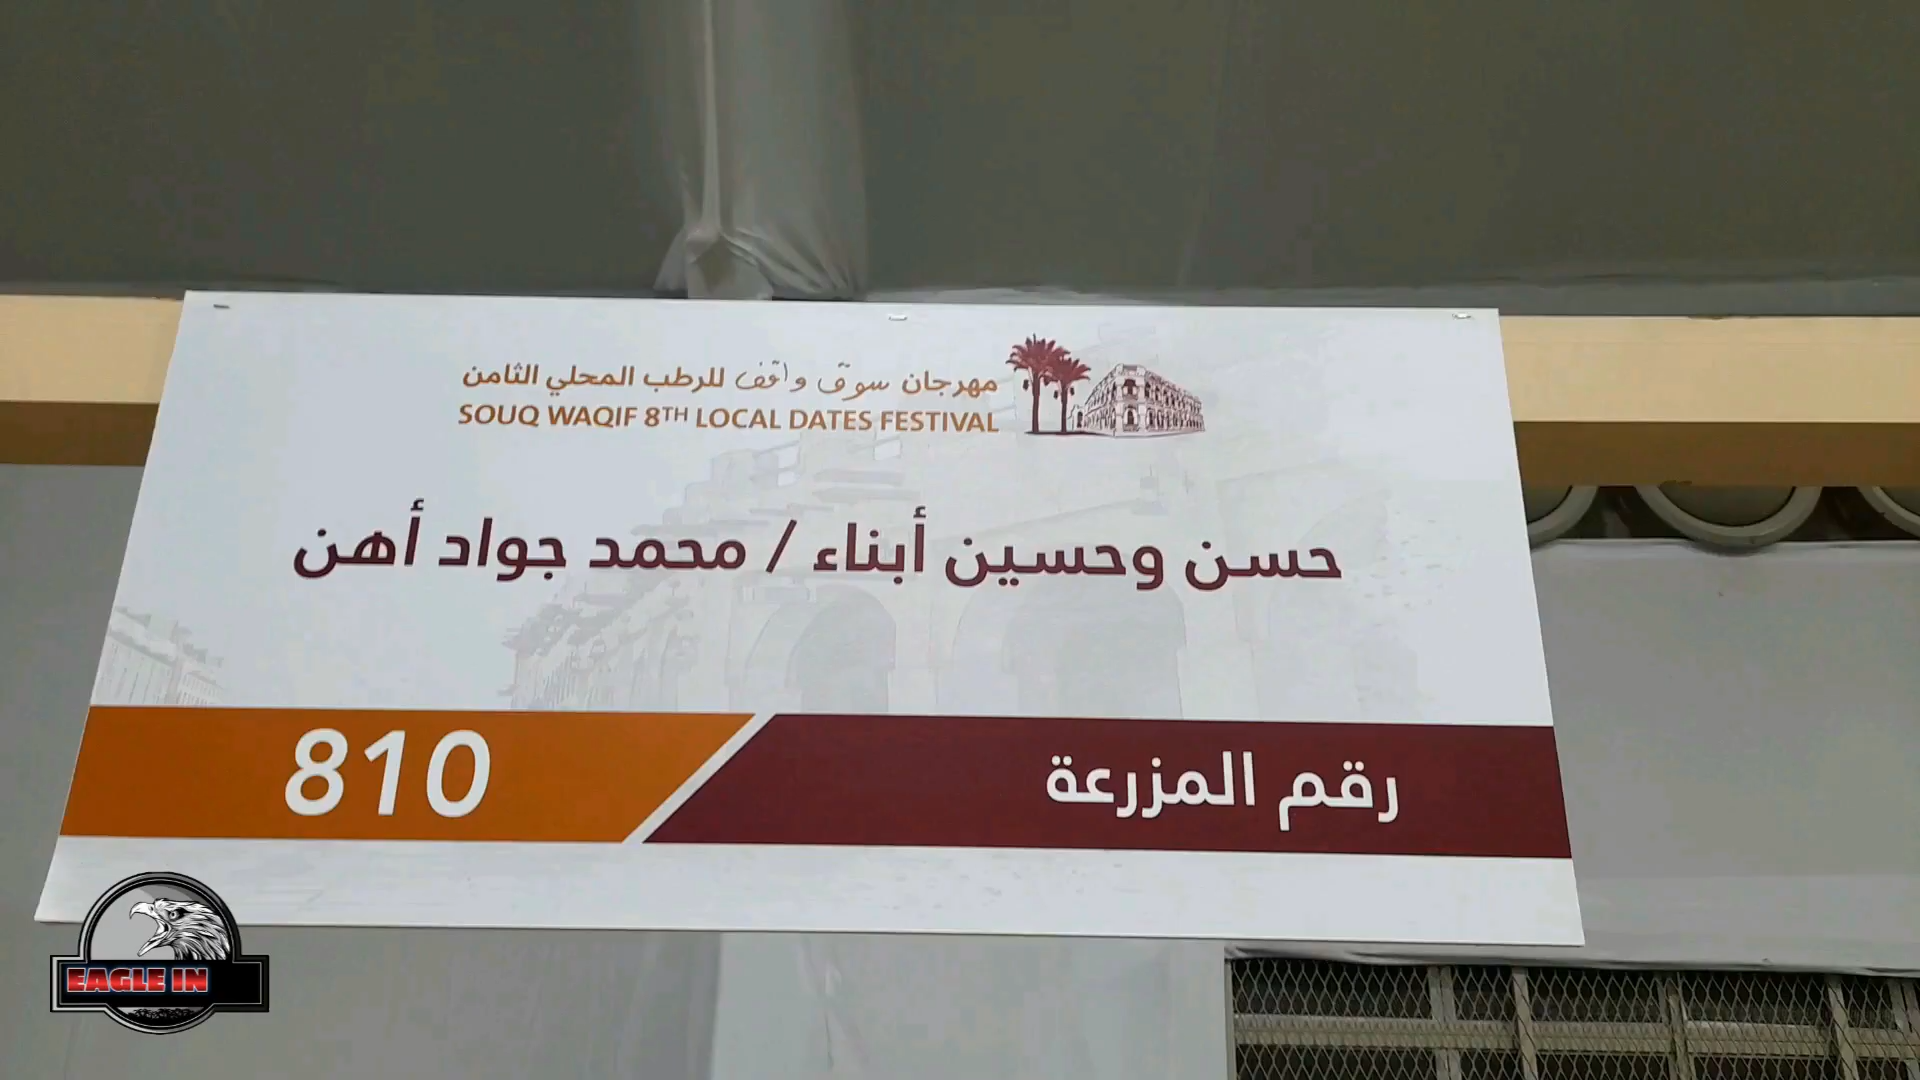 مهرجان سوق واقف للرطب المحلي الثامن
SOUQ WAQIF 8TH LOCAL DATES FESTIVAL
حسن وحسين أبناء / محمد جواد أهن
رقم المزرعة 810
EAGLE IN